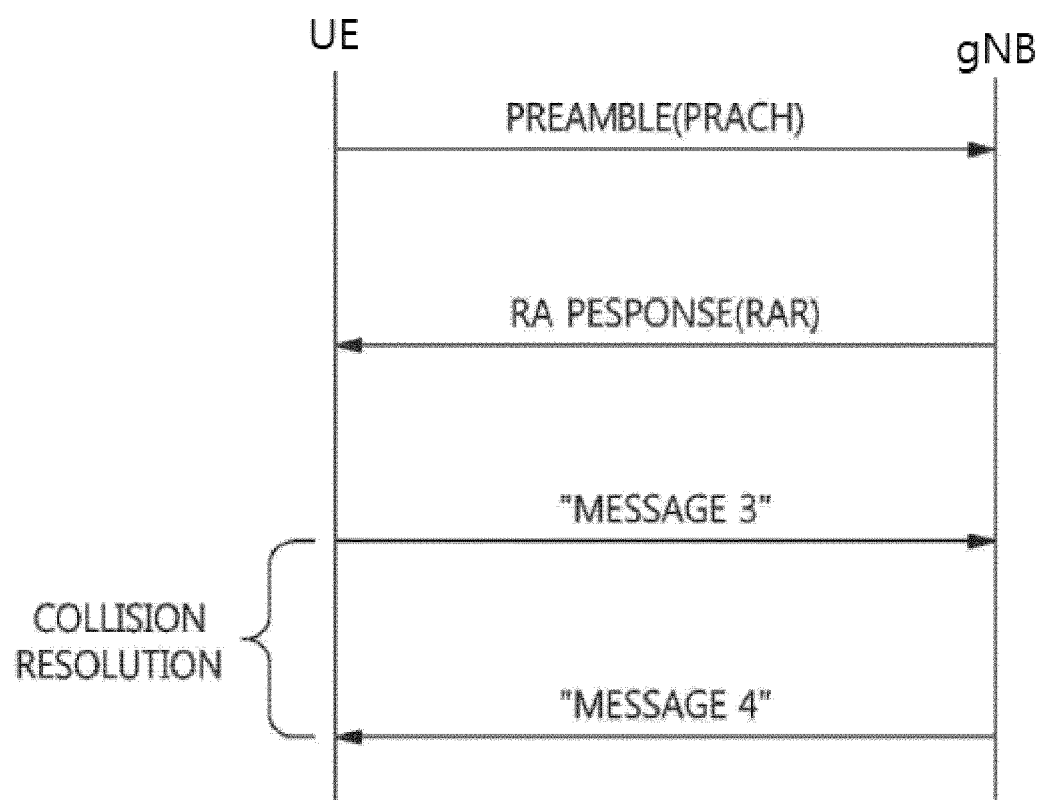 UE
gNB
PREAMBLE(PRACH)
RA PESPONSE(RAR)
"MESSAGE 3"
COLLISION
RESOLUTION
"MESSAGE 4"